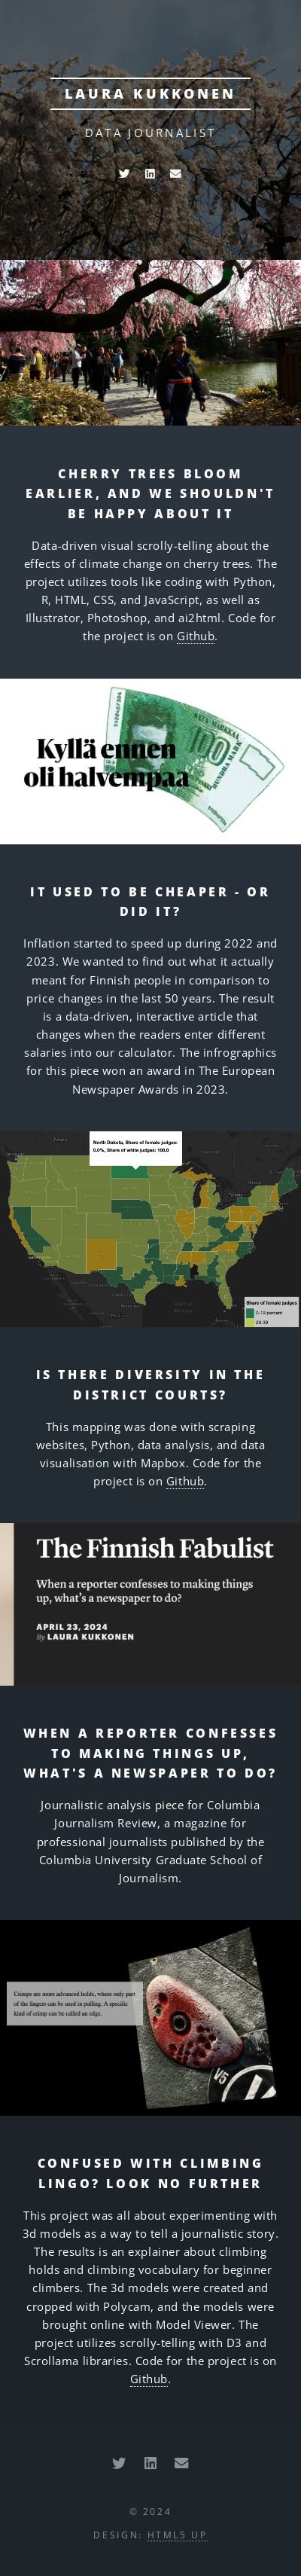 LAURA KUKKONEN
DATA JOURNALIST
CHERRY TREES BLOOM
EARLIER, AND WE SHOULDN'T
BE HAPPY ABOUT IT
Data-driven visual scrolly-telling about the
effects of climate change on cherry trees. The
project utilizes tools like coding with Python,
R, HTML, CSS, and JavaScript, as well as
Illustrator, Photoshop, and ai2html. Code for
the project is on Github.
Kyllä ennen
oli halvempaa
100
SATA MARKKAA
HUNDRA MARK
IT USED TO BE CHEAPER - OR
DID IT?
Inflation started to speed up during 2022 and
2023. We wanted to find out what it actually
meant for Finnish people in comparison to
price changes in the last 50 years. The result
is a data-driven, interactive article that
changes when the readers enter different
salaries into our calculator. The infrographics
for this piece won an award in The European
Newspaper Awards in 2023.
North Dakota, Share of female judges:
0.0%, Share of white judges: 100.0
Share of female judges
0-19 percent
20-39
IS THERE DIVERSITY IN THE
DISTRICT COURTS?
This mapping was done with scraping
websites, Python, data analysis, and data
visualisation with Mapbox. Code for the
project is on Github.
The Finnish Fabulist
When a reporter confesses to making things
up, what's a newspaper to do?
APRIL 23, 2024
By LAURA KUKKONEN
WHEN A REPORTER CONFESSES
TO MAKING THINGS UP,
WHAT'S A NEWSPAPER TO DO?
Journalistic analysis piece for Columbia
Journalism Review, a magazine for
professional journalists published by the
Columbia University Graduate School of
Journalism.
Crimps are more advanced holds, where only part
of the fingers can be used in pulling. A specific
kind of crimp can be called an edge.
CONFUSED WITH CLIMBING
LINGO? LOOK NO FURTHER
This project was all about experimenting with
3d models as a way to tell a journalistic story.
The results is an explainer about climbing
holds and climbing vocabulary for beginner
climbers. The 3d models were created and
cropped with Polycam, and the models were
brought online with Model Viewer. The
project utilizes scrolly-telling with D3 and
Scrollama libraries. Code for the project is on
Github.
© 2024
DESIGN: HTML5 UP